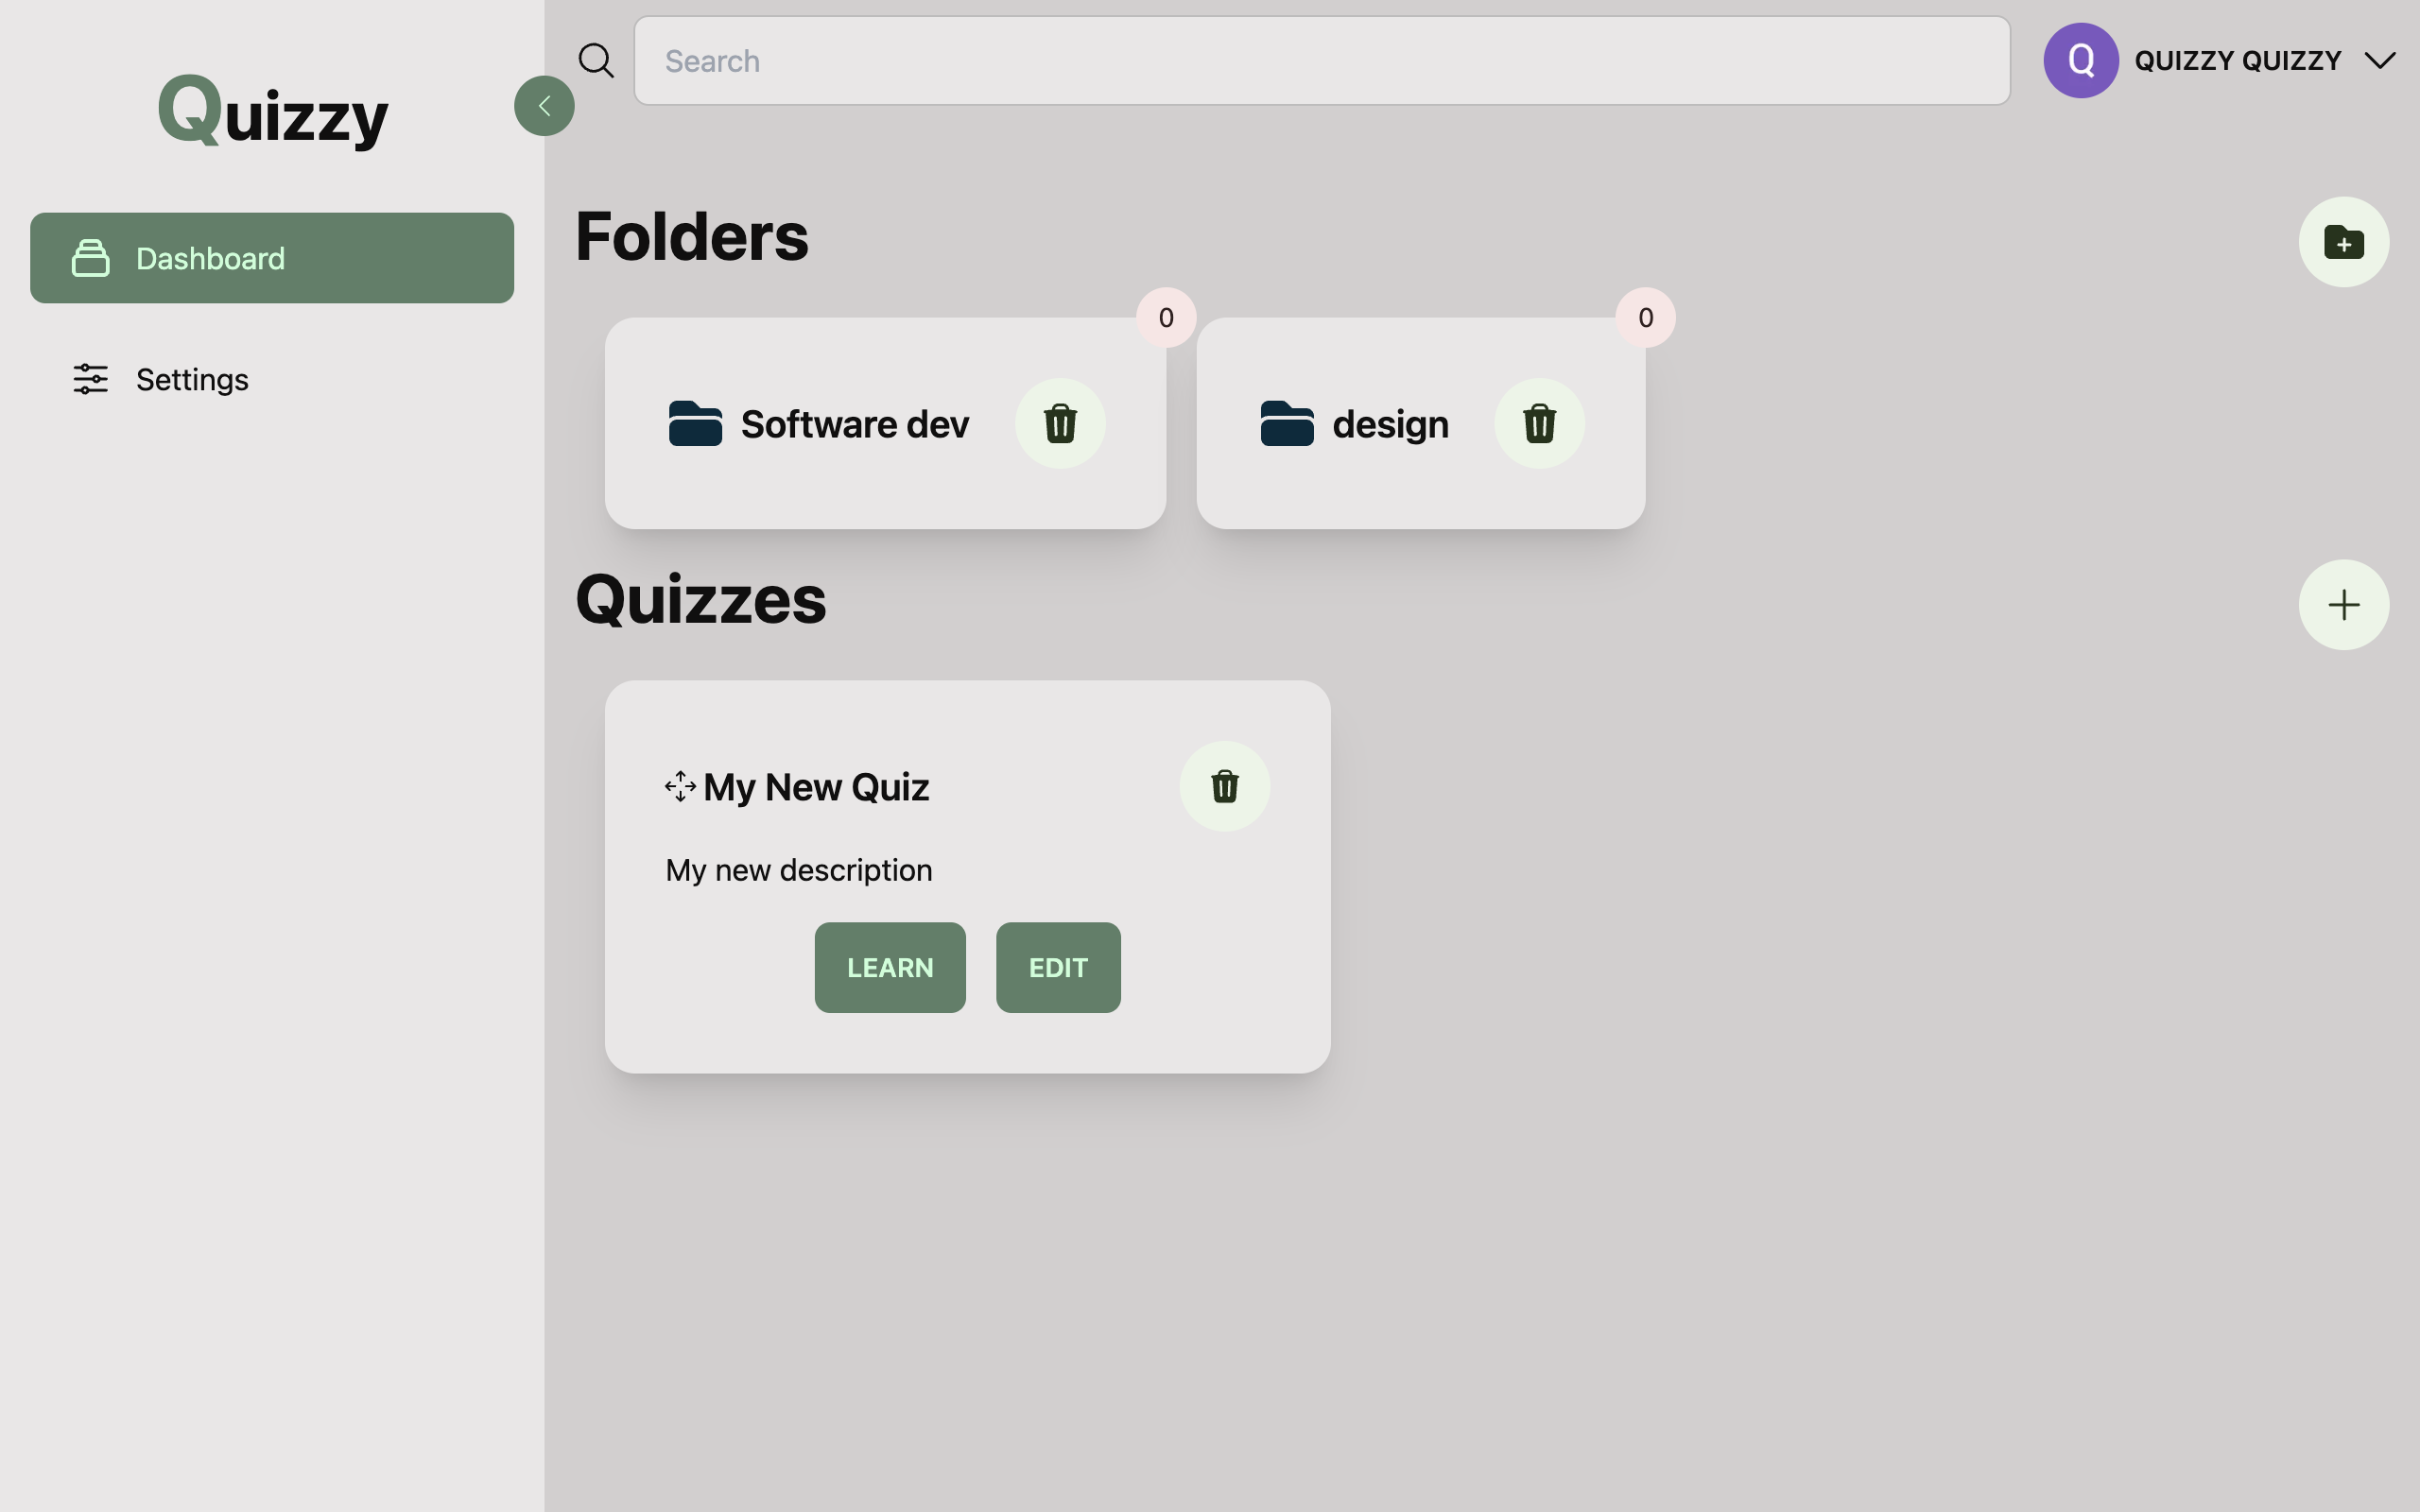 Quizzy
Dashboard
Settings
Search
Q
QUIZZY QUIZZY
Folders
0
Software dev
0
design
Quizzes
My New Quiz
My new description
LEARN
EDIT